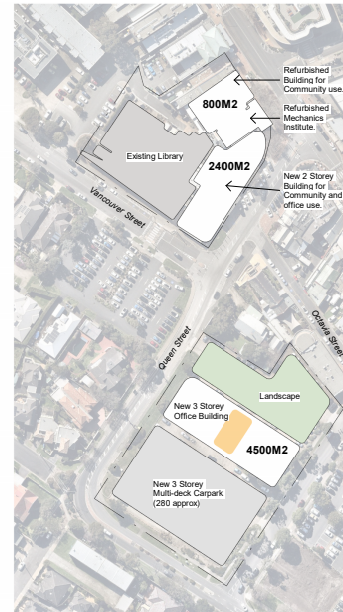 Refurbished
Building for
Community use.
800M2
Refurbished
Mechanics
Institute.
Existing Library
2400M2
New 2 Storey
Building for
Community and
office use.
Vancouver Street
Queen Street
Octavia Street
Landscape
New 3 Storey
Office Building
4500M2
New 3 Storey
Multi-deck Carpark
(280 approx)